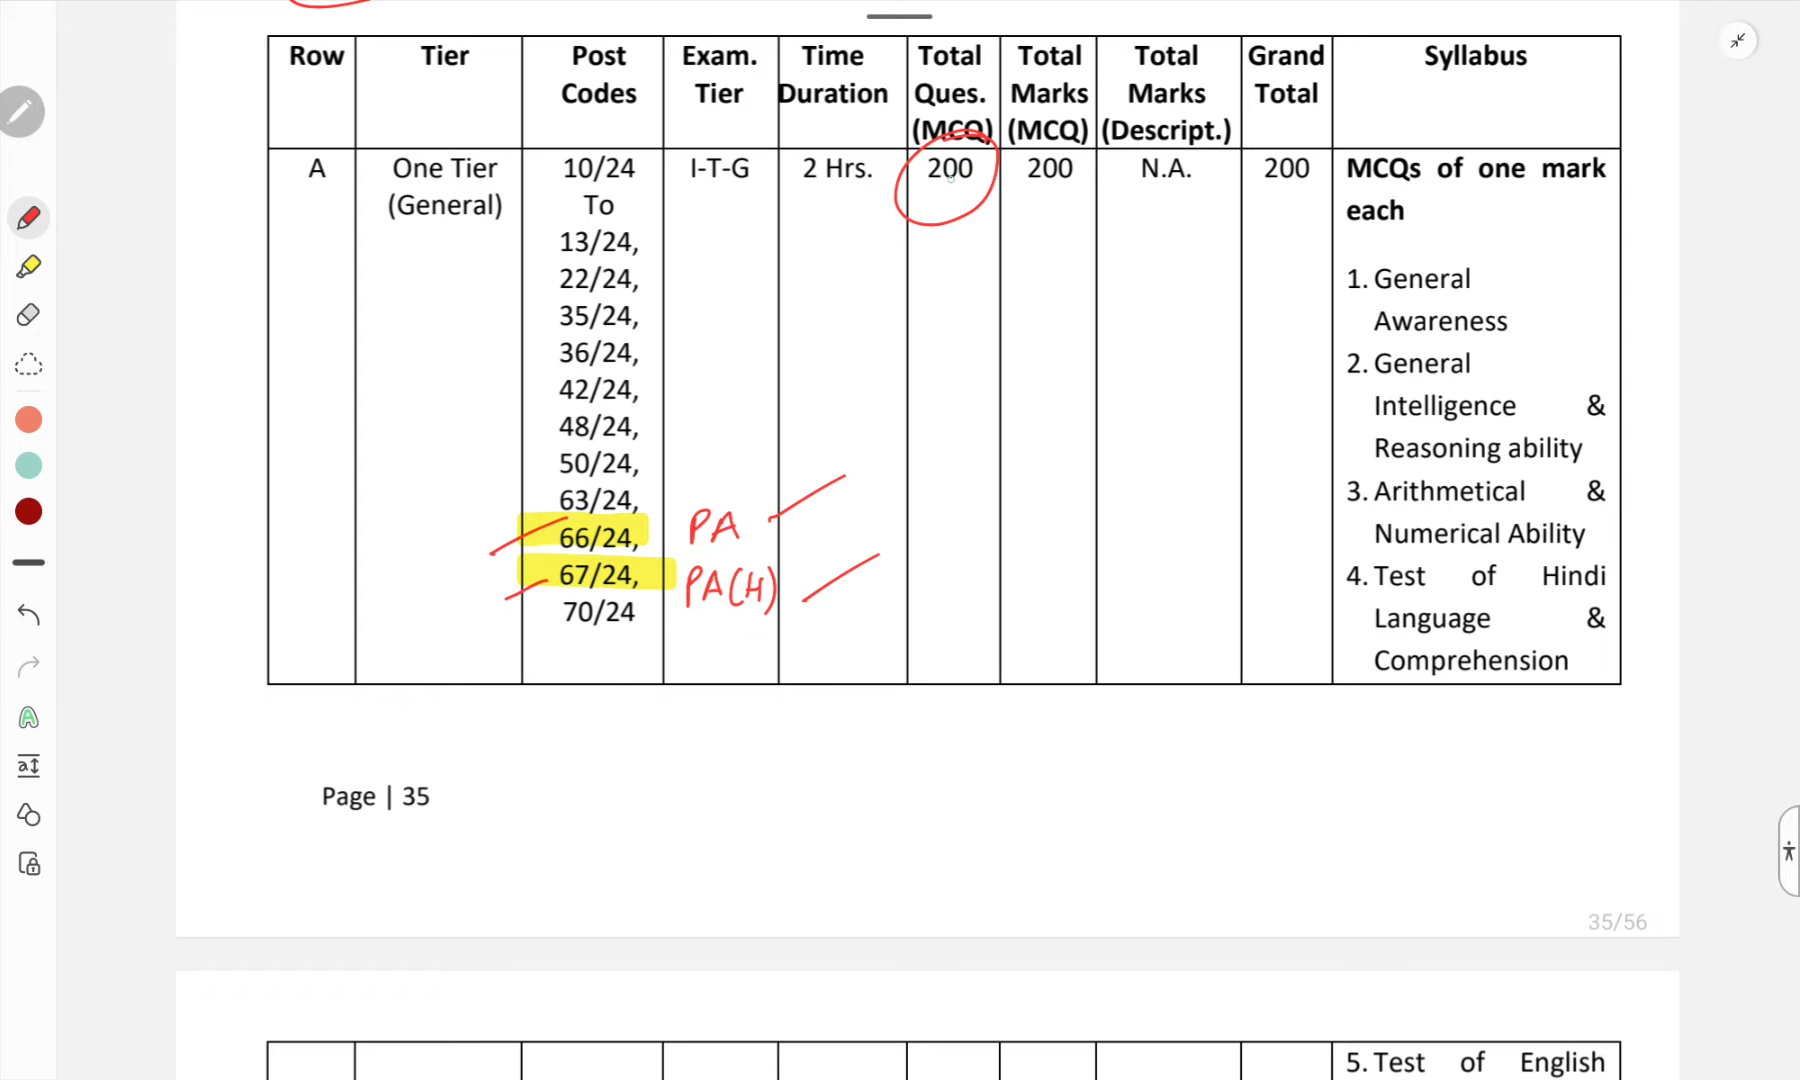 Row Tier Post Codes Exam. Tier Time Duration Total Ques. (MCQ) Total Marks (MCQ) Total Marks (Descript.) Grand Total Syllabus
A
One Tier
(General)
10/24
To
13/24,
22/24,
35/24,
36/24,
42/24,
48/24,
50/24,
63/24,
66/24,
67/24,
70/24
I-T-G
PA
PA(H)
2 Hrs.
200
200
N.A.
200
MCQs of one mark
each
1. General
Awareness
2. General
Intelligence &
Reasoning ability
3. Arithmetical &
Numerical Ability
4. Test of Hindi
Language &
Comprehension
Page | 35
35/56
5. Test of English